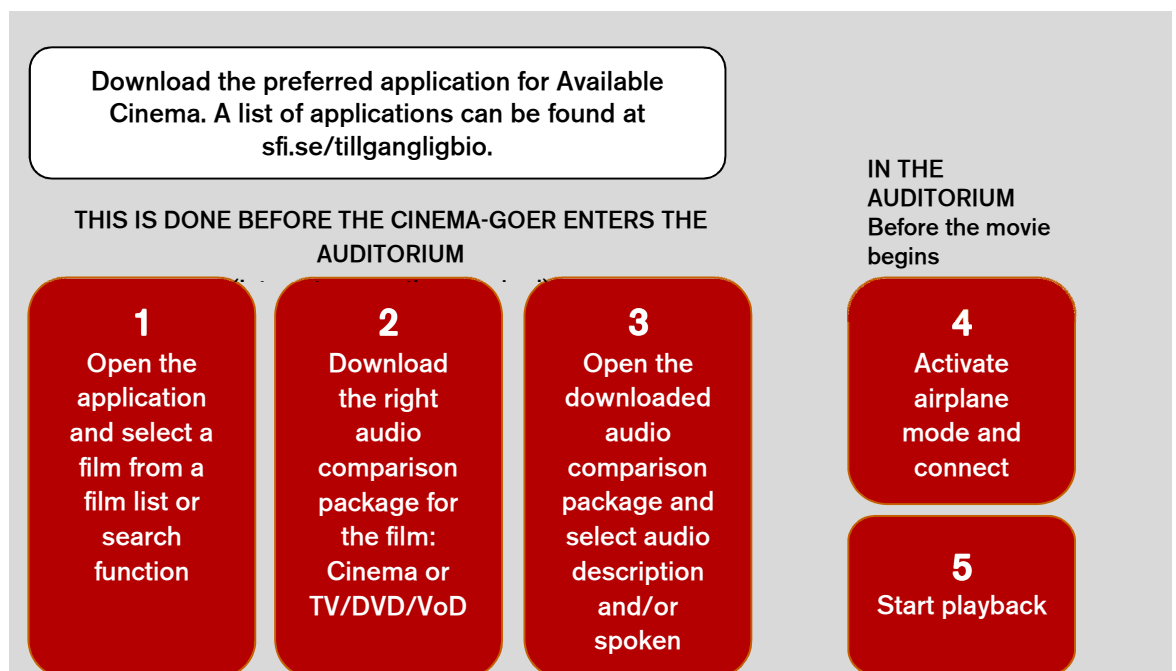 Download the preferred application for Available
Cinema. A list of applications can be found at
sfi.se/tillgangligbio.
THIS IS DONE BEFORE THE CINEMA-GOER ENTERS THE
AUDITORIUM
1
Open the
application
and select a
film from a
film list or
search
function
2
Download
the right
audio
comparison
package for
the film:
Cinema or
TV/DVD/VoD
3
Open the
downloaded
audio
comparison
package and
select audio
description
and/or
spoken
IN THE
AUDITORIUM
Before the movie
begins
4
Activate
airplane
mode and
connect
5
Start playback